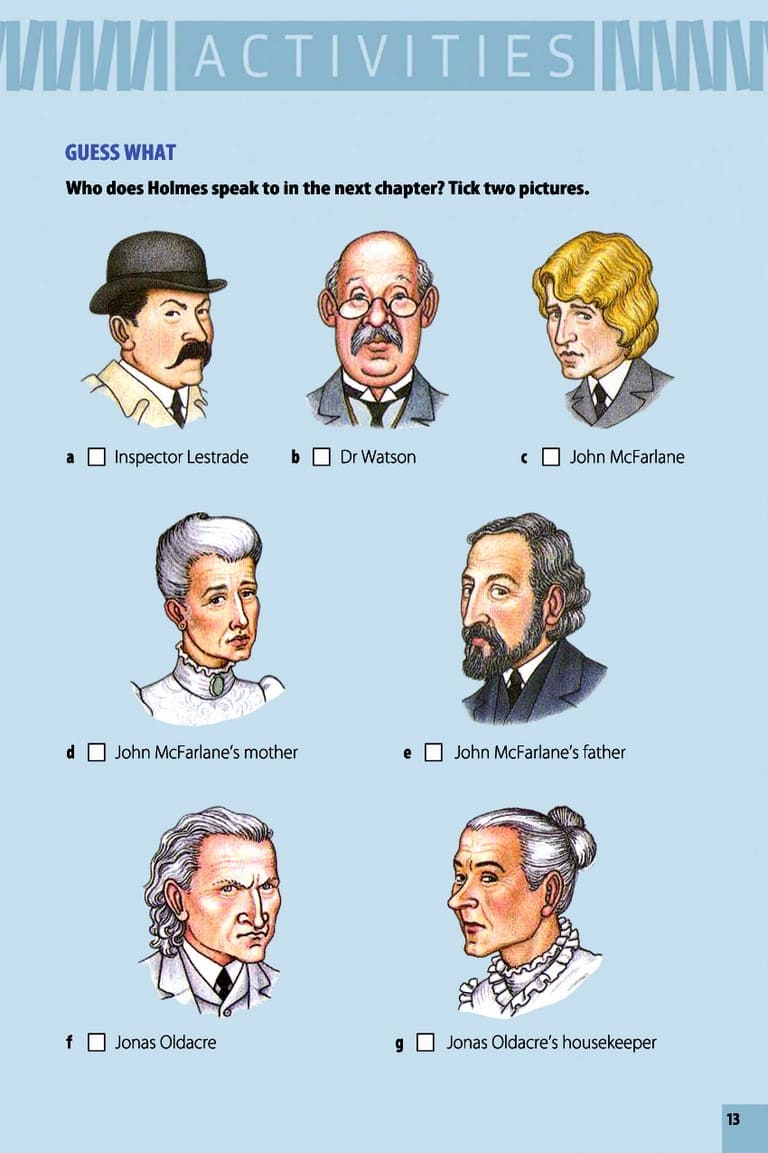 ACTIVITIES
GUESS WHAT
Who does Holmes speak to in the next chapter? Tick two pictures.
a Inspector Lestrade b Dr Watson c John McFarlane
d John McFarlane's mother e John McFarlane's father
f Jonas Oldacre g Jonas Oldacre's housekeeper
13